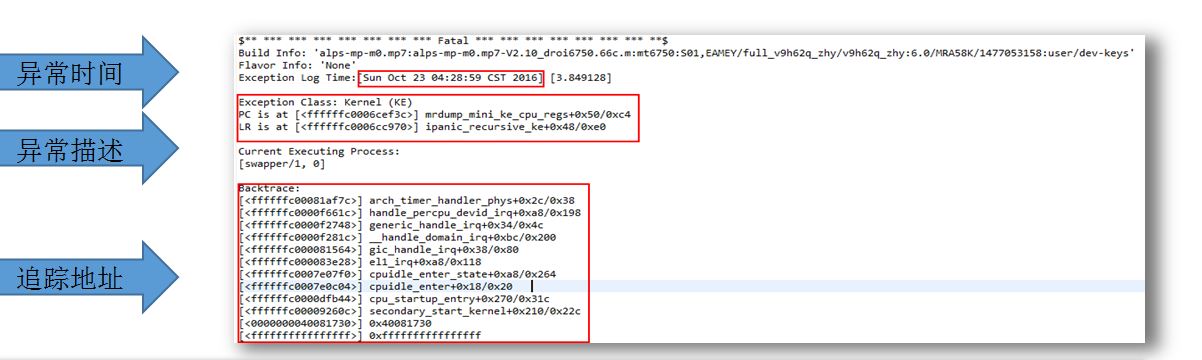 $** *** *** *** *** *** *** *** Fatal *** *** *** *** *** *** *** **$
Build Info: 'alps-mp-m0.mp7:alps-mp-m0.mp7-V2.10_droi6750.66c.m:mt6750:S01,EAMEY/full_v9h62q_zhy/v9h62q_zhy:6.0/MRA58K/1477053158:user/dev-keys'
Flavor Info: 'None'
异常时间
Exception Log Time:[Sun Oct 23 04:28:59 CST 2016] [3.849128]
异常描述
Exception Class: Kernel (KE)
PC is at [<ffffffc0006cef3c>] mrdump_mini_ke_cpu_regs+0x50/0xc4
LR is at [<ffffffc0006cc970>] ipanic_recursive_ke+0x48/0xe0
Current Executing Process:
[swapper/1, 0]
追踪地址
Backtrace:
[<ffffffc00081af7c>] arch_timer_handler_phys+0x2c/0x38
[<ffffffc0000f661c>] handle_percpu_devid_irq+0xa8/0x198
[<ffffffc0000f2748>] generic_handle_irq+0x34/0x4c
[<ffffffc0000f281c>] __handle_domain_irq+0xbc/0x200
[<ffffffc000081564>] gic_handle_irq+0x38/0x80
[<ffffffc000083e28>] el1_irq+0xa8/0x118
[<ffffffc0007e07f0>] cpuidle_enter_state+0xa8/0x264
[<ffffffc0007e0c04>] cpuidle_enter+0x18/0x20
[<ffffffc0000dfb44>] cpu_startup_entry+0x270/0x31c
[<ffffffc00009260c>] secondary_start_kernel+0x210/0x22c
[<0000000040081730>] 0x40081730
[<ffffffffffffffff>] 0xffffffffffffffff